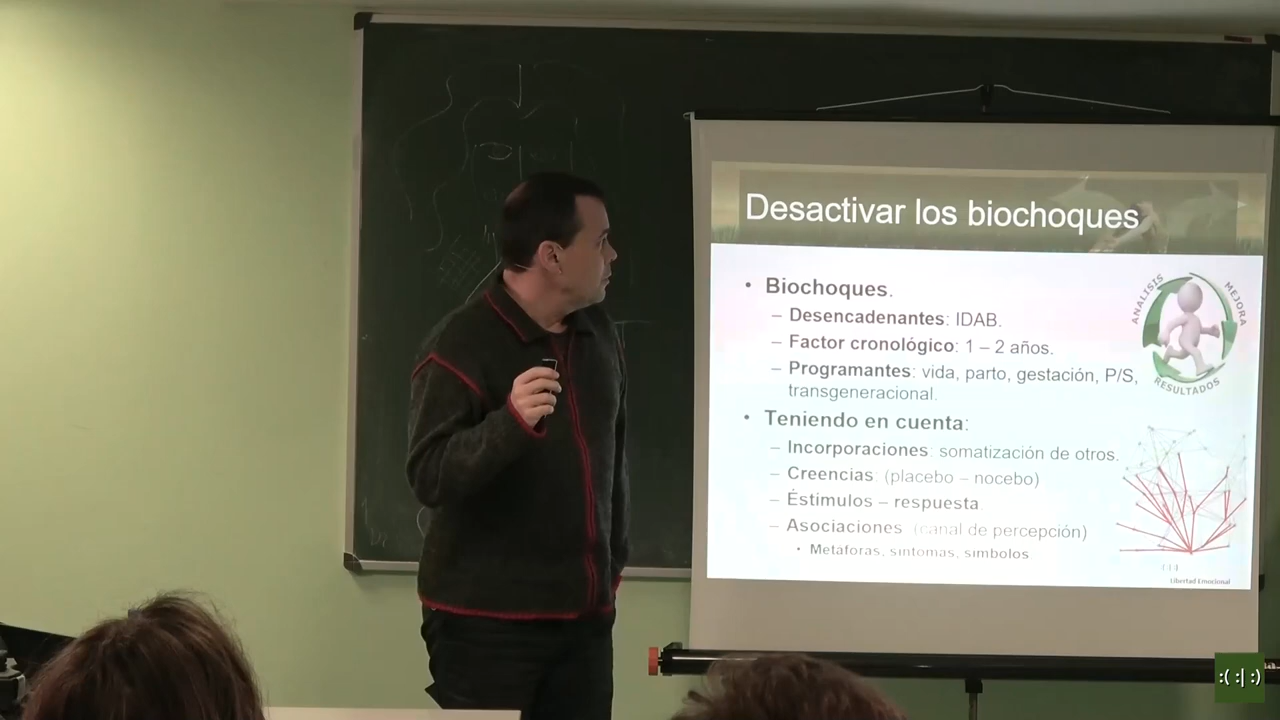 Desactivar los biochoques
• Biochoques.
– Desencadenantes: IDAB.
– Factor cronológico: 1 – 2 años.
– Programantes: vida, parto, gestación, P/S,
transgeneracional.
• Teniendo en cuenta:
– Incorporaciones: somatización de otros.
– Creencias: (placebo – nocebo)
– Éstímulos – respuesta
– Asociaciones (canal de percepción)
• Metáforas, síntomas, símbolos
ANALISIS
MEJORA
RESULTADOS
Libertad Emocional
:( :| :)